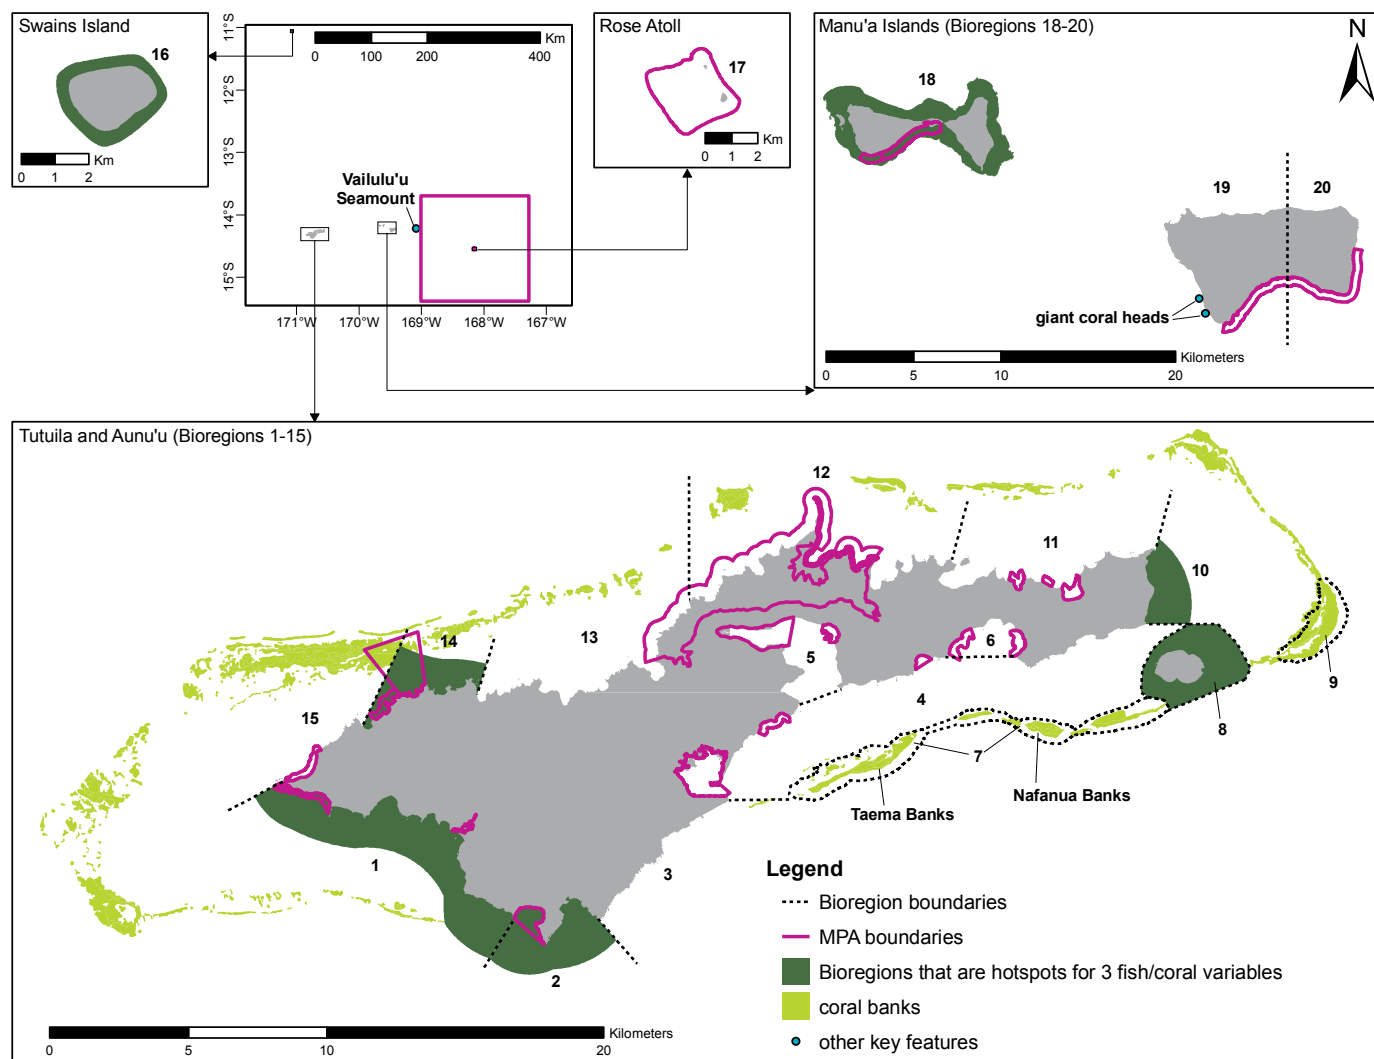 Swains Island
16
0 1 2 Km
11°S
12°S
13°S
14°S
15°S
171°W 170°W 169°W 168°W 167°W
Km
0 100 200 400
Vailulu'u
Seamount
Rose Atoll
17
Km
0 1 2
Manu'a Islands (Bioregions 18-20)
N
18
19
20
giant coral heads
Kilometers
0 5 10 20
Tutuila and Aunu'u (Bioregions 1-15)
12
11
10
14
13
6
5
9
4
15
8
7
Nafanua Banks
Taema Banks
1
3
2
Legend
Bioregion boundaries
MPA boundaries
Bioregions that are hotspots for 3 fish/coral variables
coral banks
other key features
Kilometers
0 5 10 20